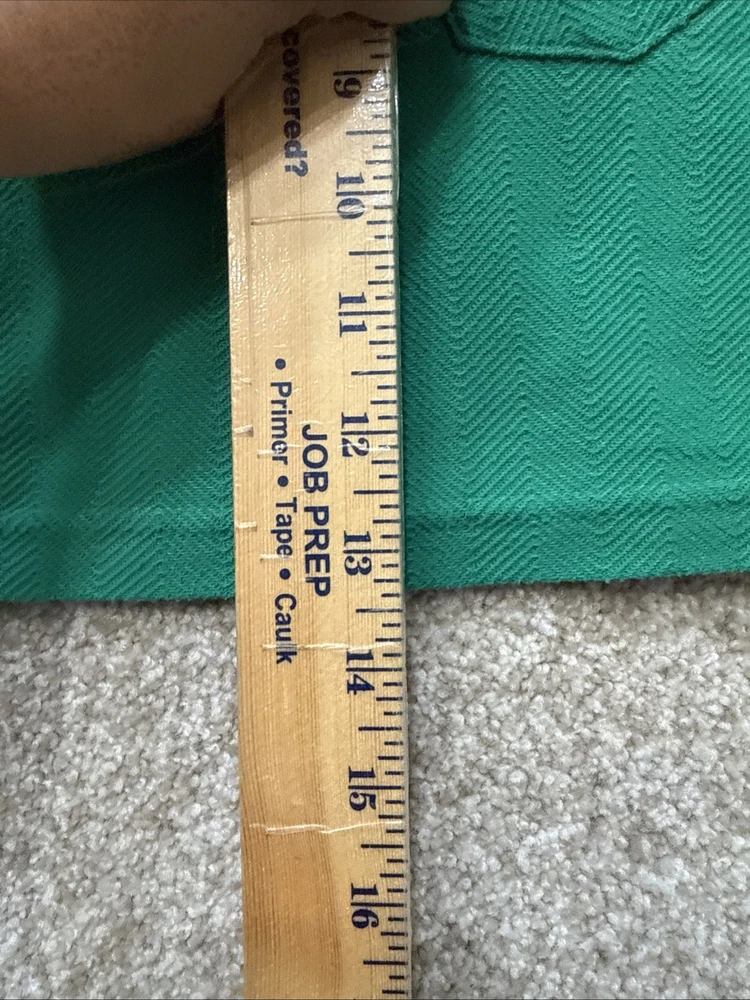 covered?
9
10
11
12
13
14
15
16
JOB PREP
• Primer • Tape • Caulk